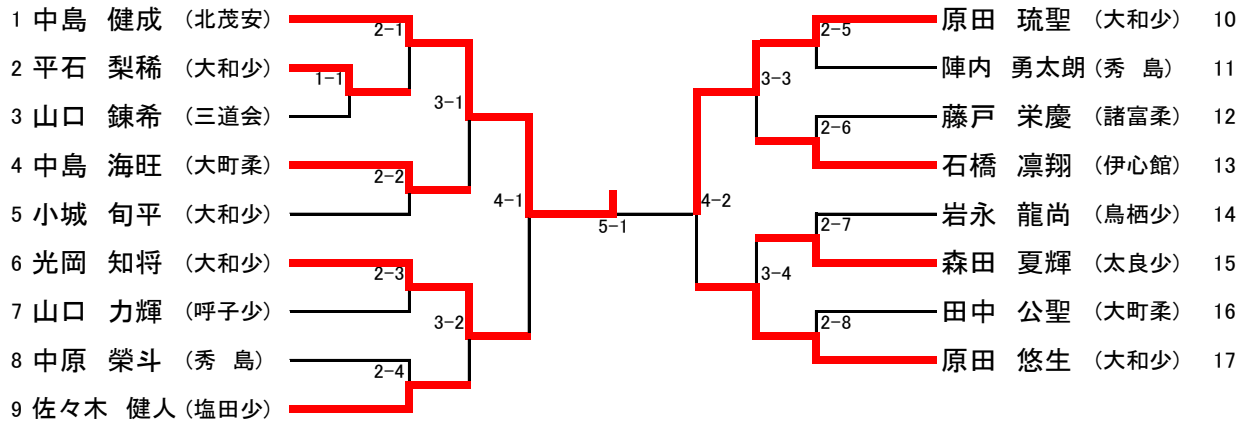 1 中島 健成 (北茂安)
2 平石 梨稀 (大和少)
3 山口 錬希 (三道会)
4 中島 海旺 (大町柔)
5 小城 旬平 (大和少)
6 光岡 知将 (大和少)
7 山口 力輝 (呼子少)
8 中原 榮斗 (秀 島)
9 佐々木 健人 (塩田少)
1-1
2-1
2-2
2-3
2-4
3-1
3-2
4-1
5-1
4-2
3-3
3-4
2-5
2-6
2-7
2-8
原田 琉聖 (大和少) 10
陣内 勇太朗 (秀 島) 11
藤戸 栄慶 (諸富柔) 12
石橋 凛翔 (伊心館) 13
岩永 龍尚 (鳥栖少) 14
森田 夏輝 (太良少) 15
田中 公聖 (大町柔) 16
原田 悠生 (大和少) 17